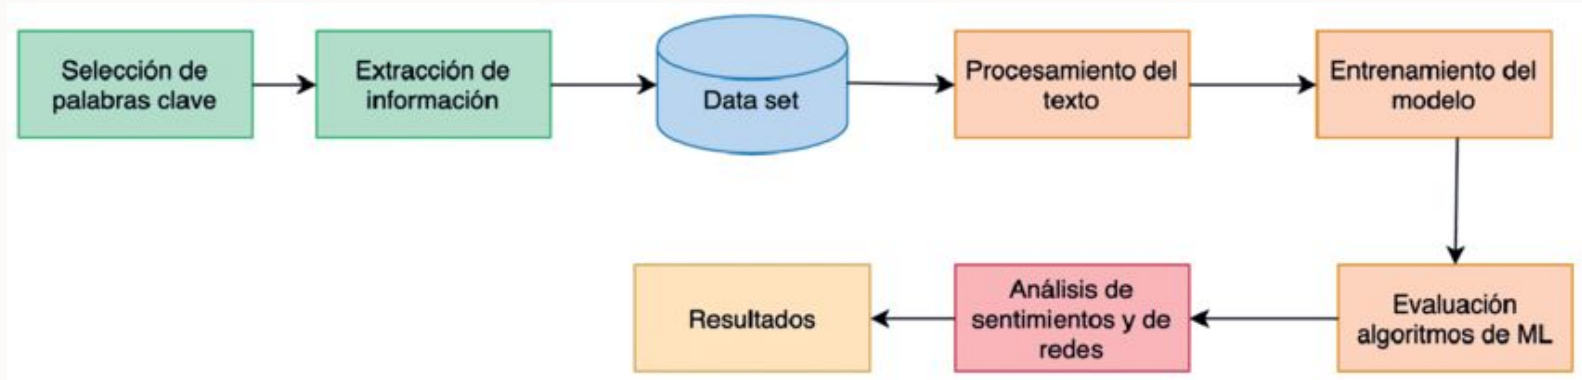 Selección de
palabras clave
Extracción de
información
Data set
Procesamiento del
texto
Entrenamiento del
modelo
Evaluación
algoritmos de ML
Análisis de
sentimientos y de
redes
Resultados